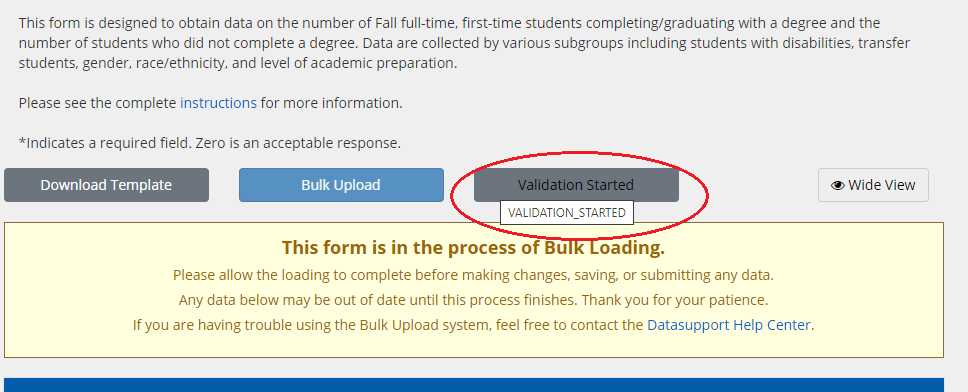 This form is designed to obtain data on the number of Fall full-time, first-time students completing/graduating with a degree and the
number of students who did not complete a degree. Data are collected by various subgroups including students with disabilities, transfer
students, gender, race/ethnicity, and level of academic preparation.
Please see the complete instructions for more information.
*Indicates a required field. Zero is an acceptable response.
Download Template
Bulk Upload
Validation Started
Wide View
VALIDATION_STARTED
This form is in the process of Bulk Loading.
Please allow the loading to complete before making changes, saving, or submitting any data.
Any data below may be out of date until this process finishes. Thank you for your patience.
If you are having trouble using the Bulk Upload system, feel free to contact the Datasupport Help Center.